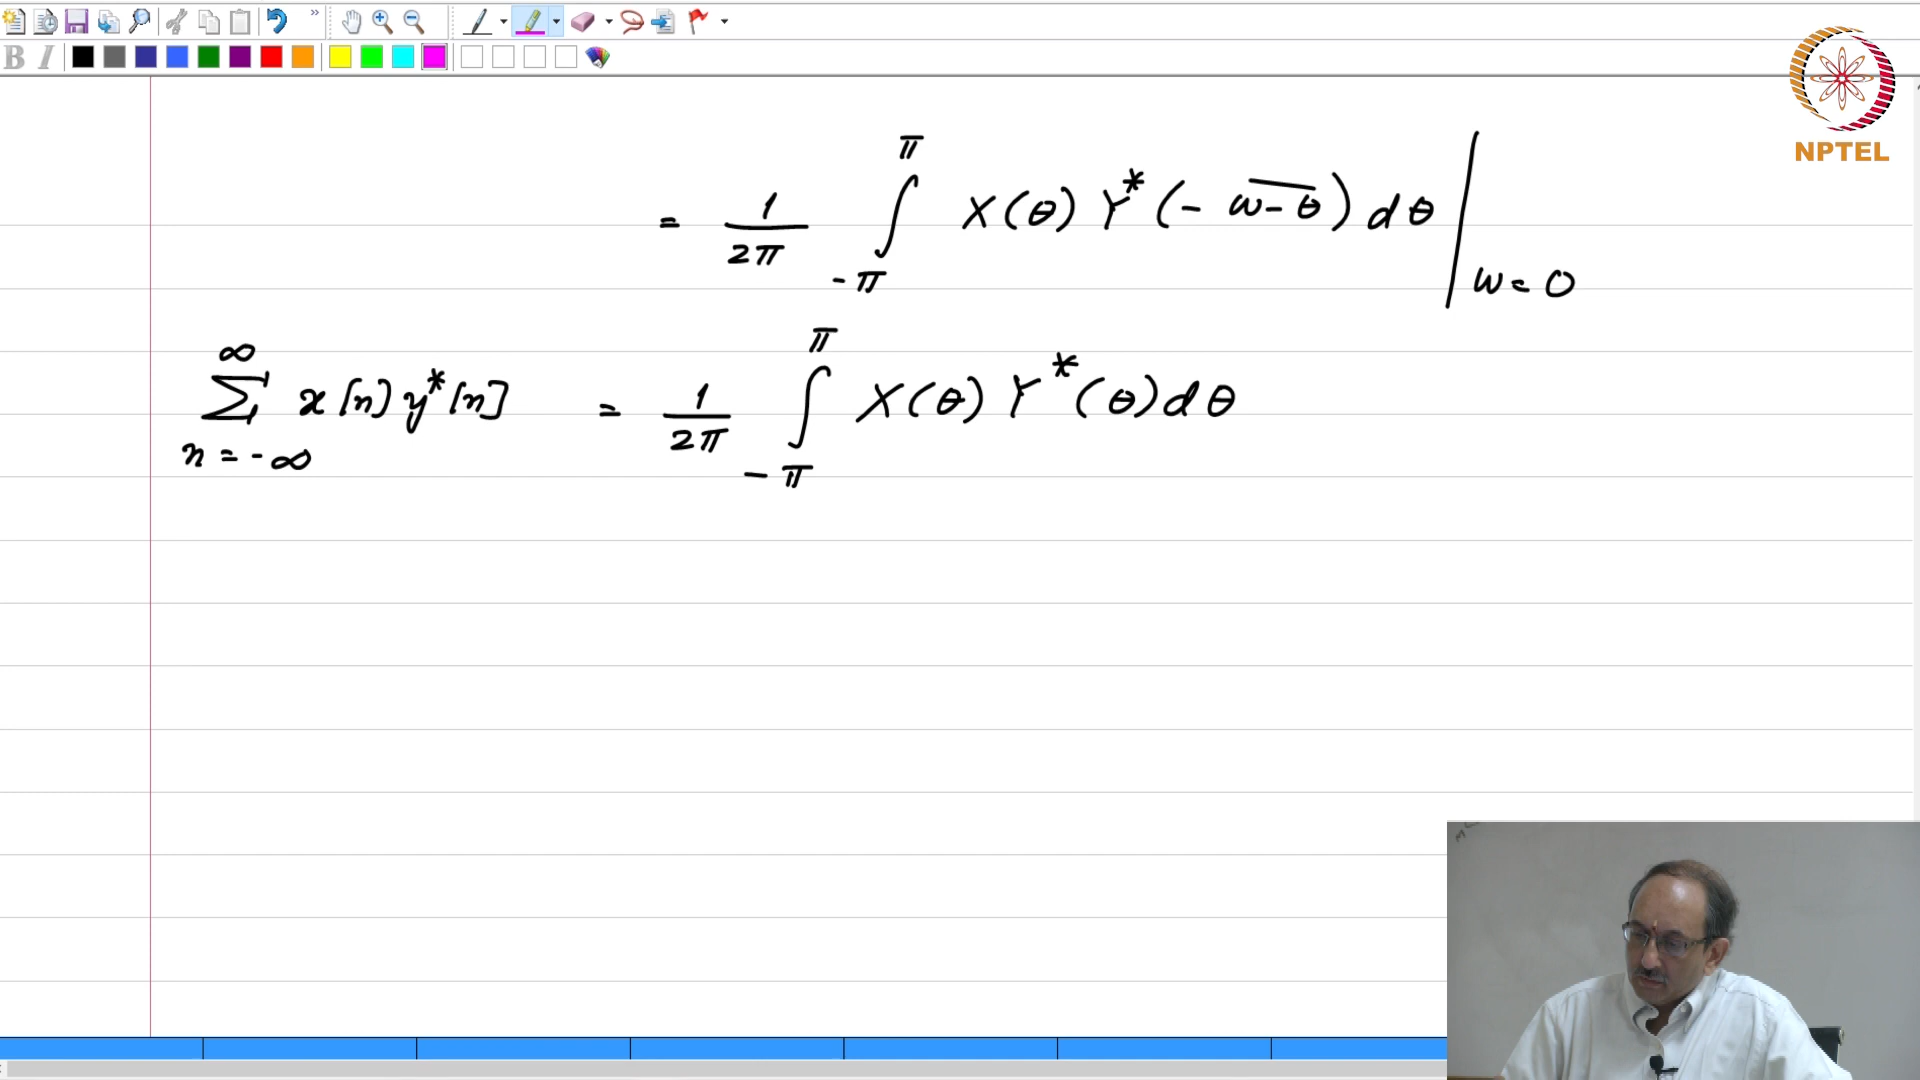 B I
NPTEL
= 1/2π ∫_{-π}^{π} X(θ) Y*(- \overline{ω-θ}) dθ |_{ω=0}
∑_{n=-∞}^{∞} x[n] y*[n] = 1/2π ∫_{-π}^{π} X(θ) Y*(θ) dθ